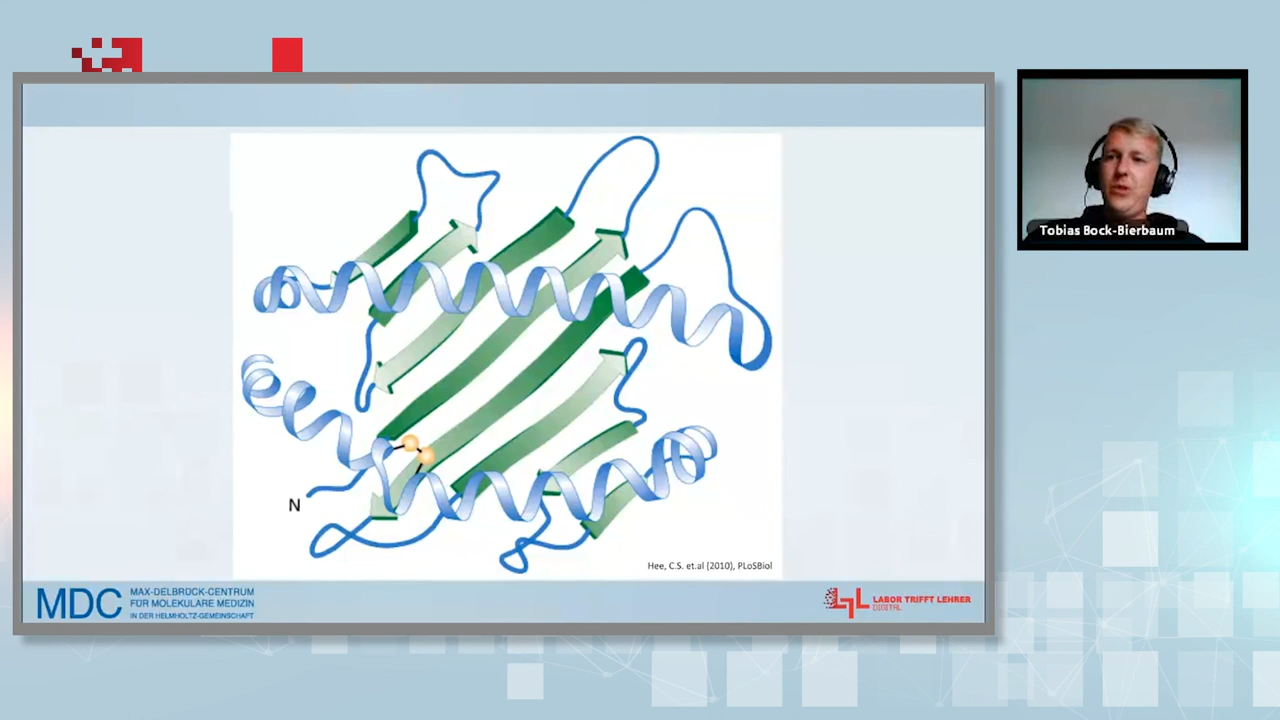 Tobias Bock-Bierbaum
N
Hee, C.S. et.al (2010), PLoSBiol
MDC
MAX-DELBRÜCK-CENTRUM
FÜR MOLEKULARE MEDIZIN
IN DER HELMHOLTZ-GEMEINSCHAFT
LTL
LABOR TRIFFT LEHRER
DIGITAL